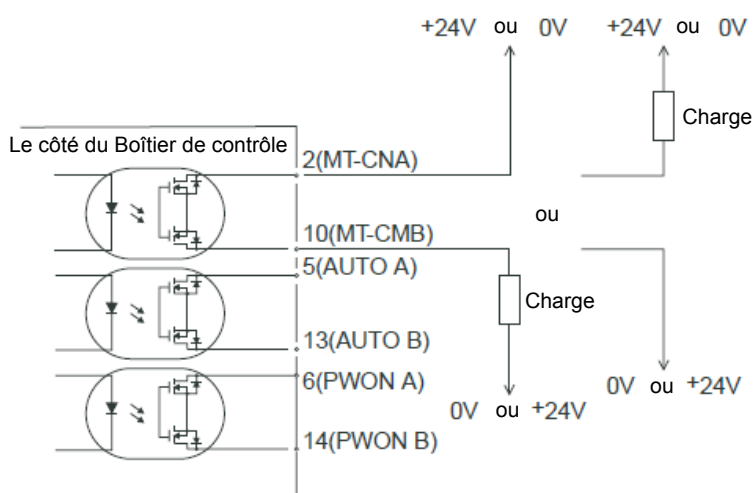 +24V ou 0V
+24V ou 0V
Charge
Le côté du Boîtier de contrôle
2(MT-CNA)
ou
10(MT-CMB)
5(AUTO A)
Charge
13(AUTO B)
6(PWON A)
0V ou +24V
0V ou +24V
14(PWON B)